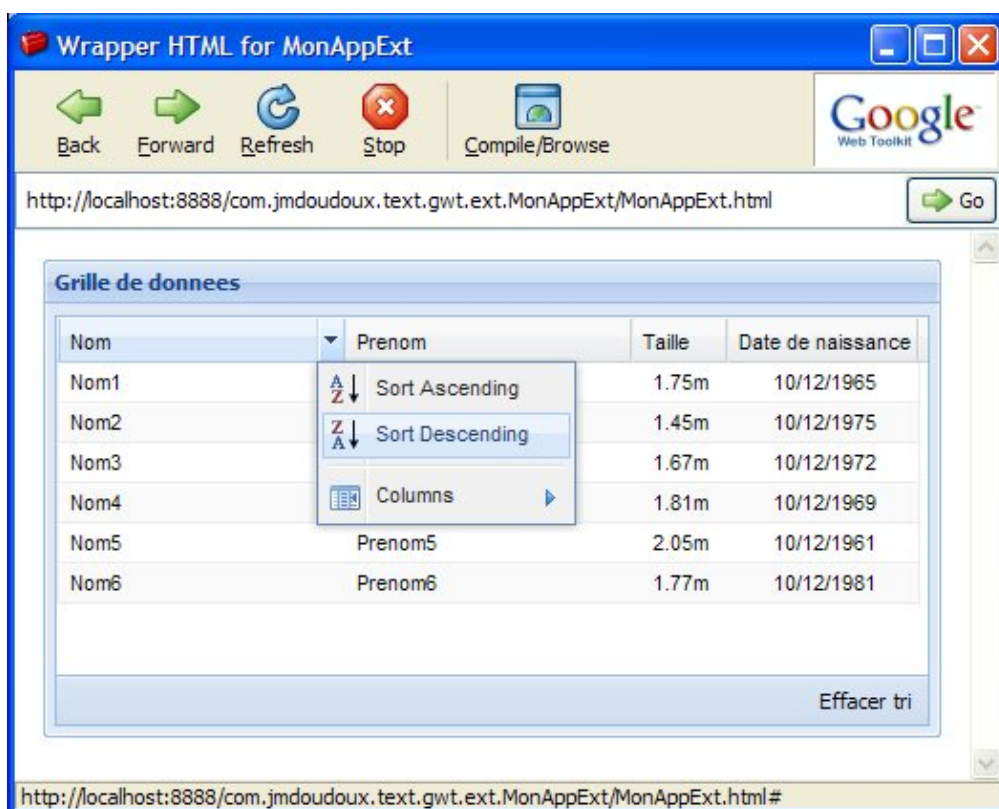 Wrapper HTML for MonAppExt
Back Forward Refresh Stop Compile/Browse
Google
Web Toolkit
http://localhost:8888/com.jmdoudoux.text.gwt.ext.MonAppExt/MonAppExt.html Go
Grille de donnees
Nom Prenom Taille Date de naissance
Nom1 1.75m 10/12/1965
Sort Ascending
Nom2 1.45m 10/12/1975
Sort Descending
Nom3 1.67m 10/12/1972
Nom4 1.81m 10/12/1969
Columns
Nom5 Prenom5 2.05m 10/12/1961
Nom6 Prenom6 1.77m 10/12/1981
Effacer tri
http://localhost:8888/com.jmdoudoux.text.gwt.ext.MonAppExt/MonAppExt.html#